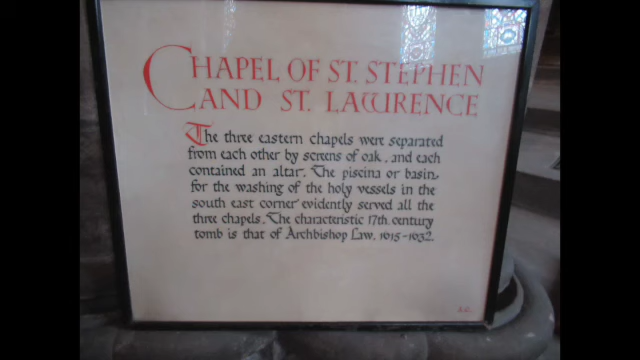 CHAPEL OF ST. STEPHEN
AND ST. LAWRENCE
The three eastern chapels were separated
from each other by screens of oak, and each
contained an altar. The piscina or basin
for the washing of the holy vessels in the
south east corner evidently served all the
three chapels. The characteristic 17th century
tomb is that of Archbishop Law, 1615-1632.